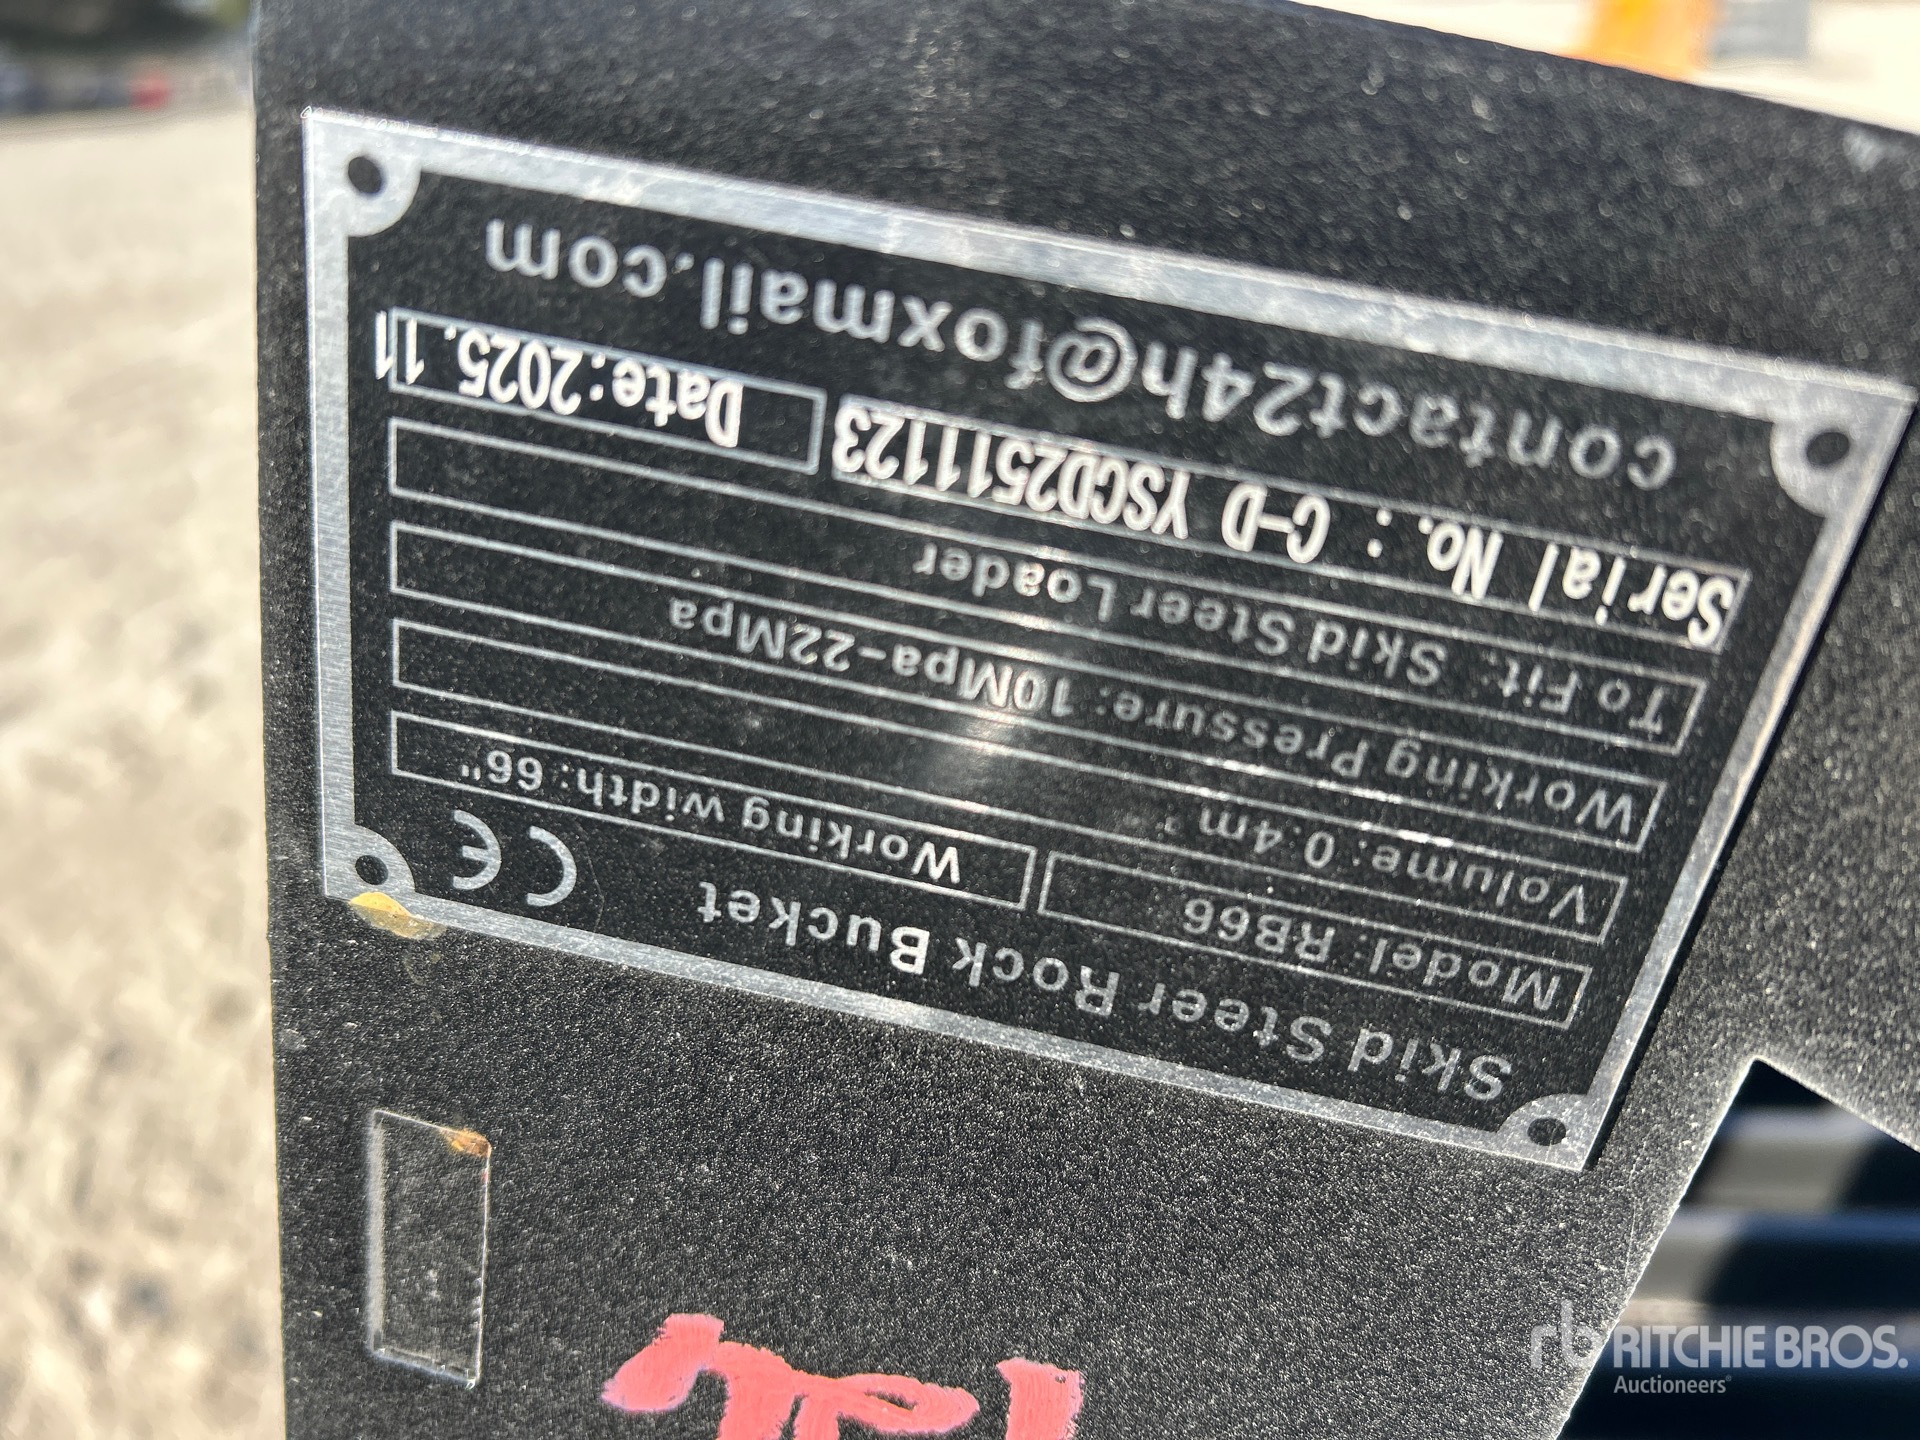 Skid Steer Rock Bucket CE
Model: RB66 Working width: 66"
Volume: 0.4m³
Working Pressure: 10Mpa-22Mpa
To Fit: Skid Steer Loader
Serial No.: C-D YSCD2511123 Date:2025.11
contact24h@foxmail.com
rb RITCHIE BROS.
Auctioneers